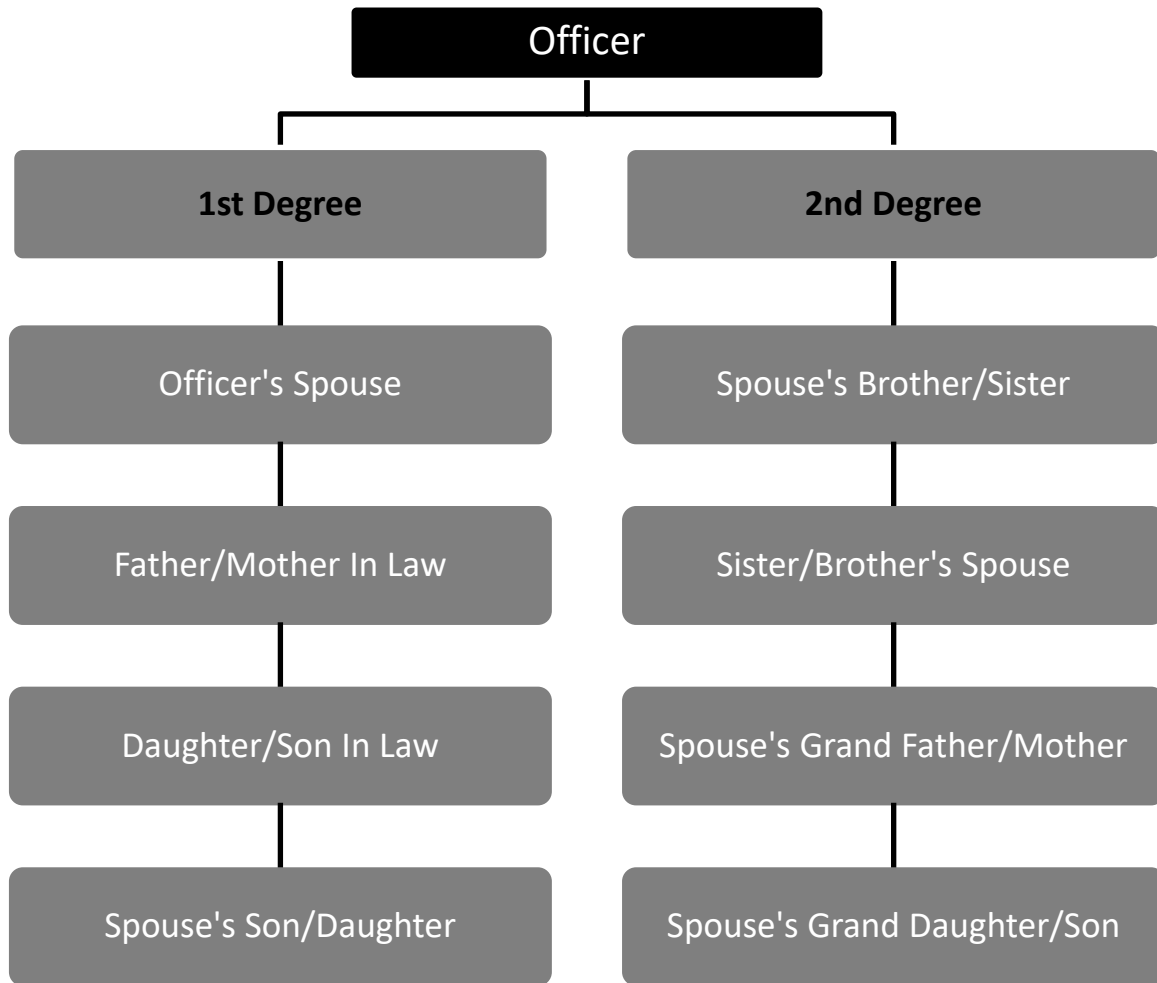 Officer
1st Degree
2nd Degree
Officer's Spouse
Spouse's Brother/Sister
Father/Mother In Law
Sister/Brother's Spouse
Daughter/Son In Law
Spouse's Grand Father/Mother
Spouse's Son/Daughter
Spouse's Grand Daughter/Son